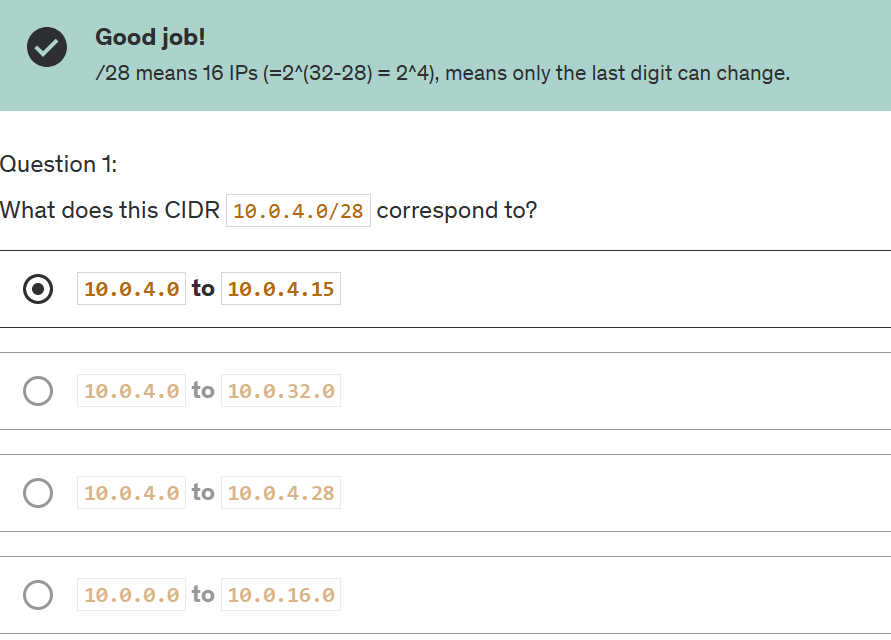 Good job!
/28 means 16 IPs (=2^(32-28) = 2^4), means only the last digit can change.
Question 1:
What does this CIDR 10.0.4.0/28 correspond to?
10.0.4.0 to 10.0.4.15
10.0.4.0 to 10.0.32.0
10.0.4.0 to 10.0.4.28
10.0.0.0 to 10.0.16.0